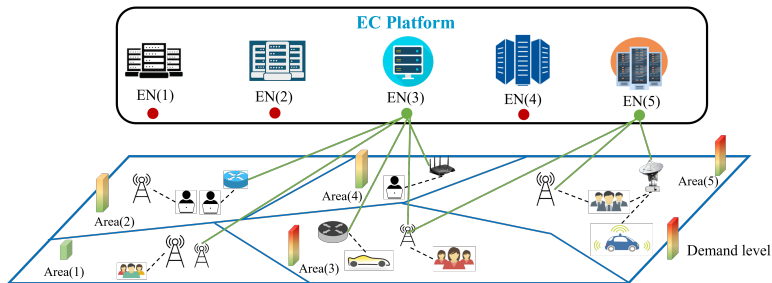 EC Platform
EN(1)
EN(2)
EN(3)
EN(4)
EN(5)
Area(2)
Area(4)
Area(5)
Area(1)
Area(3)
Demand level